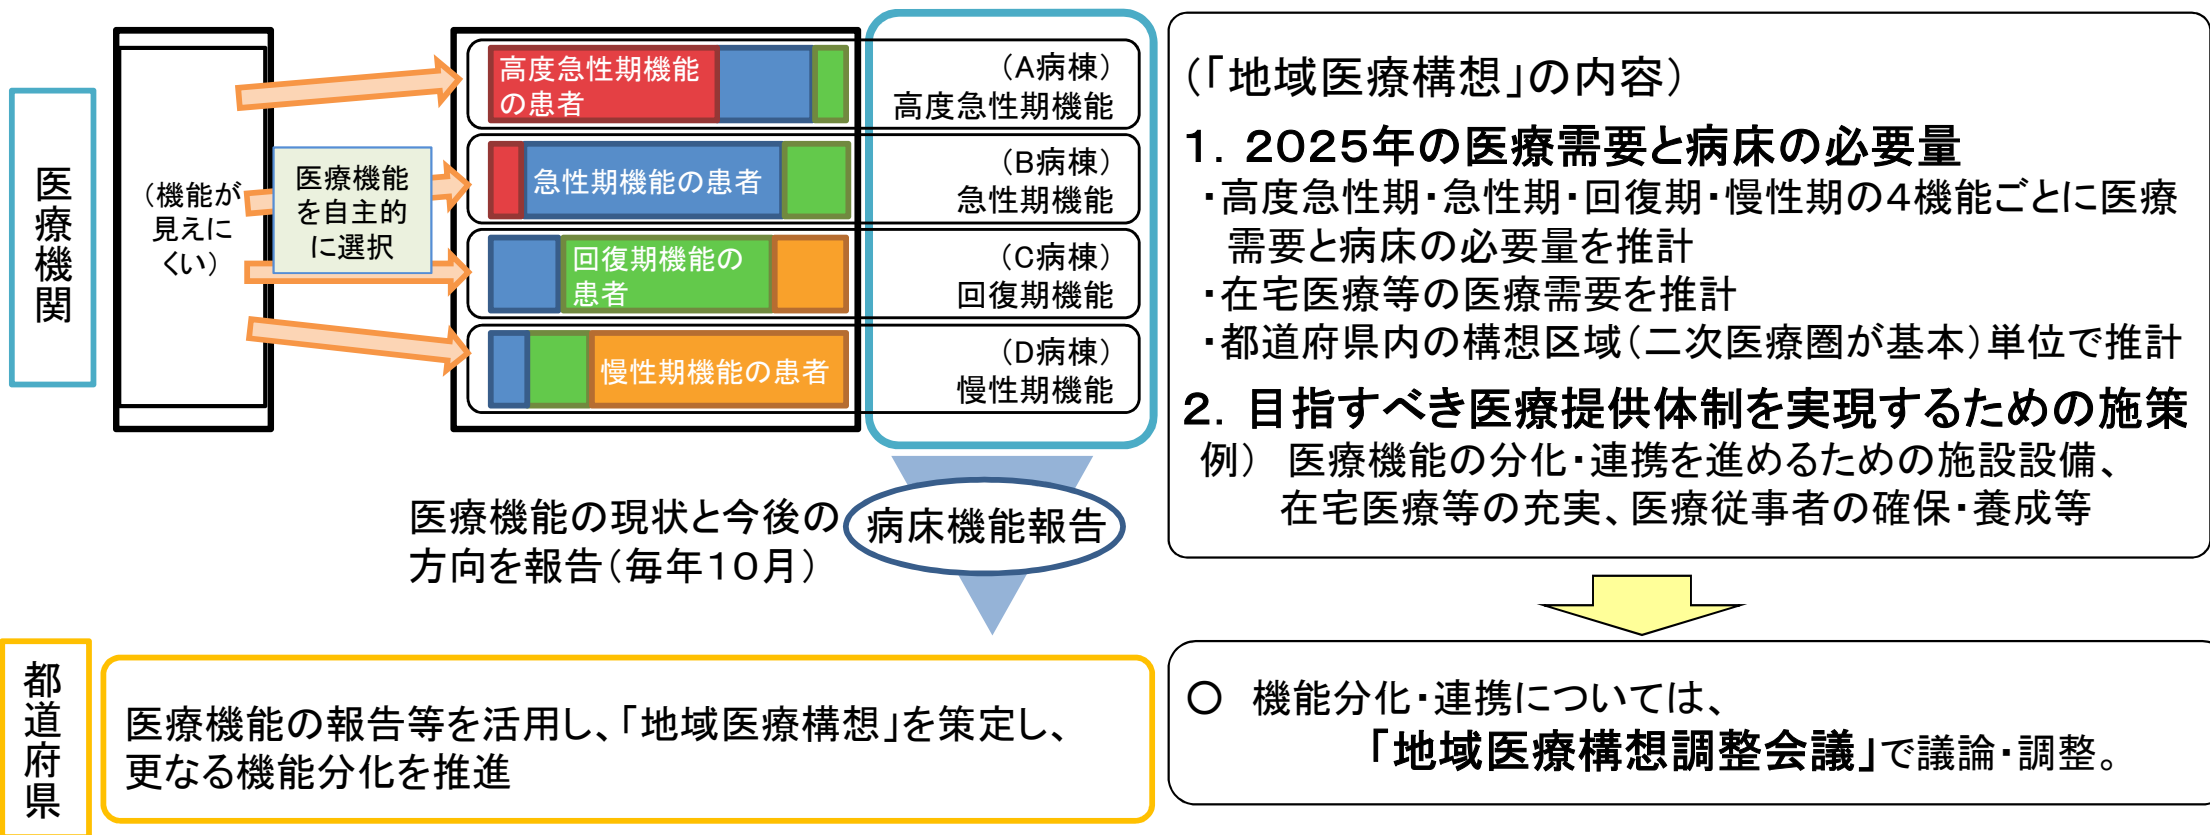 医療機関
（機能が
見えに
くい）
医療機能
を自主的
に選択
高度急性期機能
の患者
（A病棟）
高度急性期機能
急性期機能の患者
（B病棟）
急性期機能
回復期機能の
患者
（C病棟）
回復期機能
慢性期機能の患者
（D病棟）
慢性期機能
医療機能の現状と今後の
方向を報告（毎年１０月）
病床機能報告
都道府県
医療機能の報告等を活用し、「地域医療構想」を策定し、
更なる機能分化を推進
（「地域医療構想」の内容）
１．２０２５年の医療需要と病床の必要量
・高度急性期・急性期・回復期・慢性期の４機能ごとに医療
需要と病床の必要量を推計
・在宅医療等の医療需要を推計
・都道府県内の構想区域（二次医療圏が基本）単位で推計
２．目指すべき医療提供体制を実現するための施策
例） 医療機能の分化・連携を進めるための施設設備、
在宅医療等の充実、医療従事者の確保・養成等
○ 機能分化・連携については、
「地域医療構想調整会議」で議論・調整。